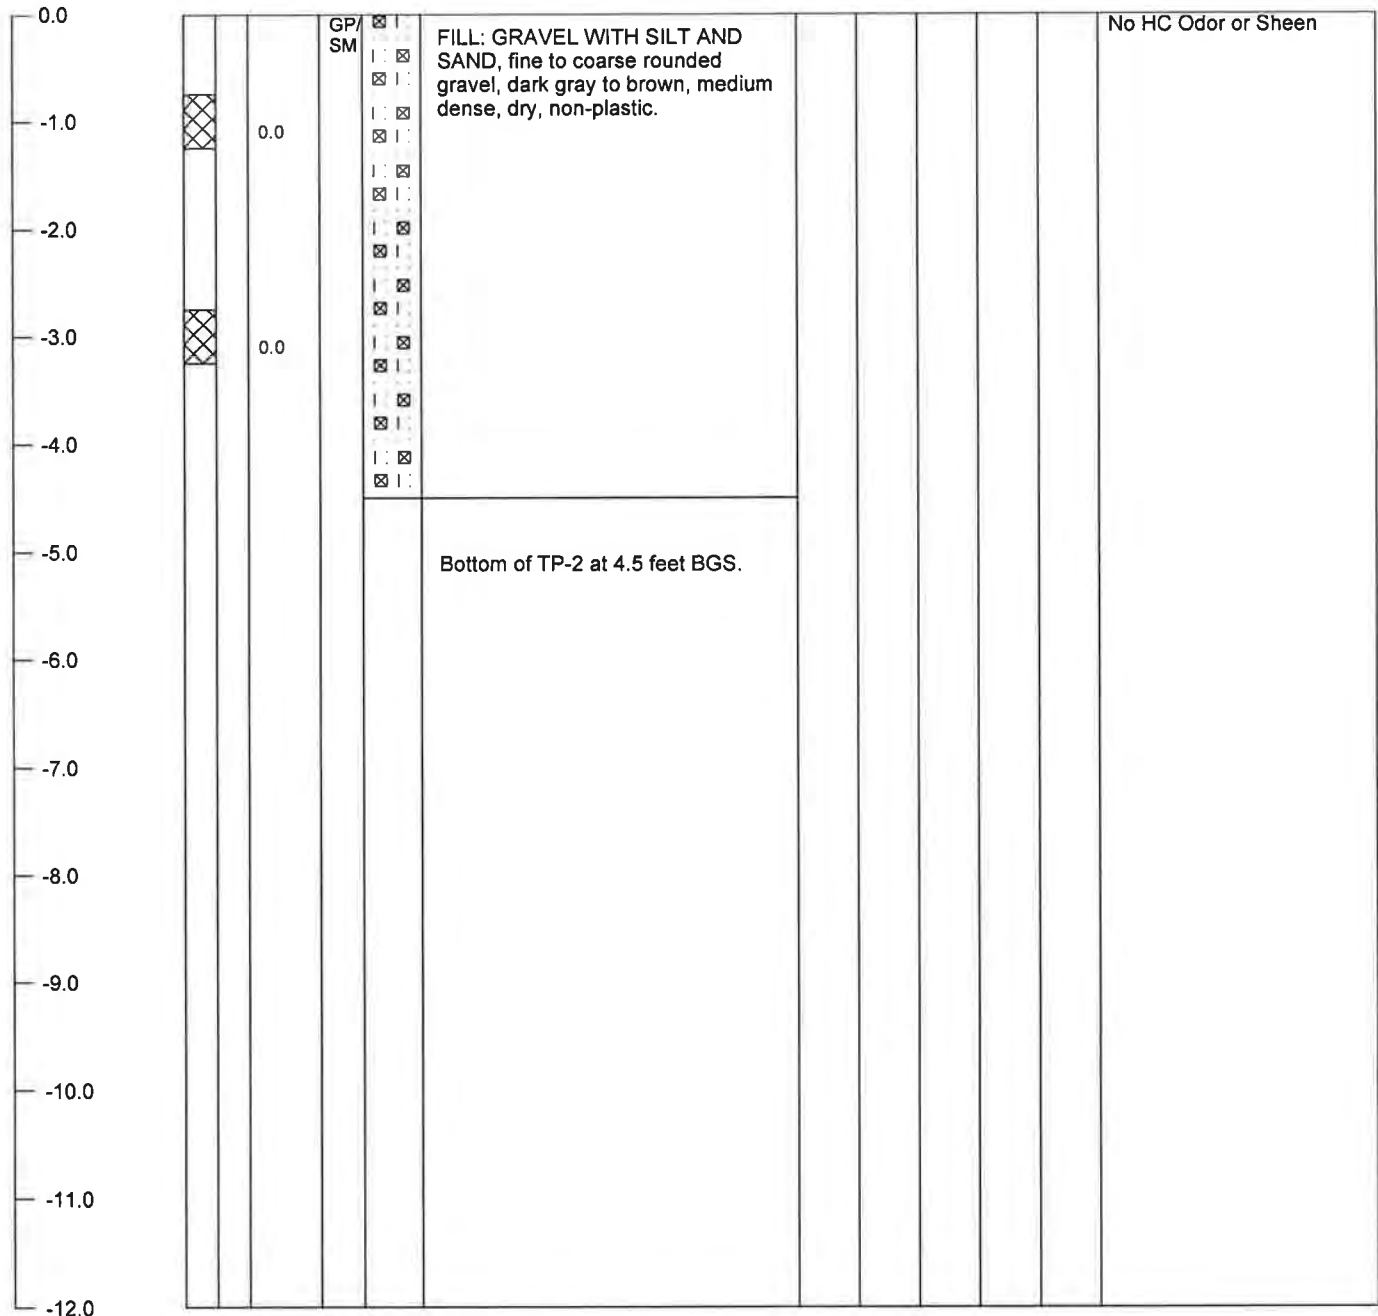 0.0
GP/
SM
FILL: GRAVEL WITH SILT AND
SAND, fine to coarse rounded
gravel, dark gray to brown, medium
dense, dry, non-plastic.
No HC Odor or Sheen
-1.0
0.0
-2.0
-3.0
0.0
-4.0
-5.0
Bottom of TP-2 at 4.5 feet BGS.
-6.0
-7.0
-8.0
-9.0
-10.0
-11.0
-12.0